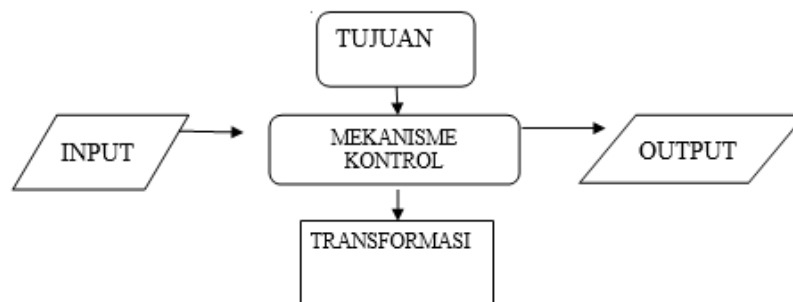 TUJUAN
INPUT
MEKANISME
KONTROL
OUTPUT
TRANSFORMASI